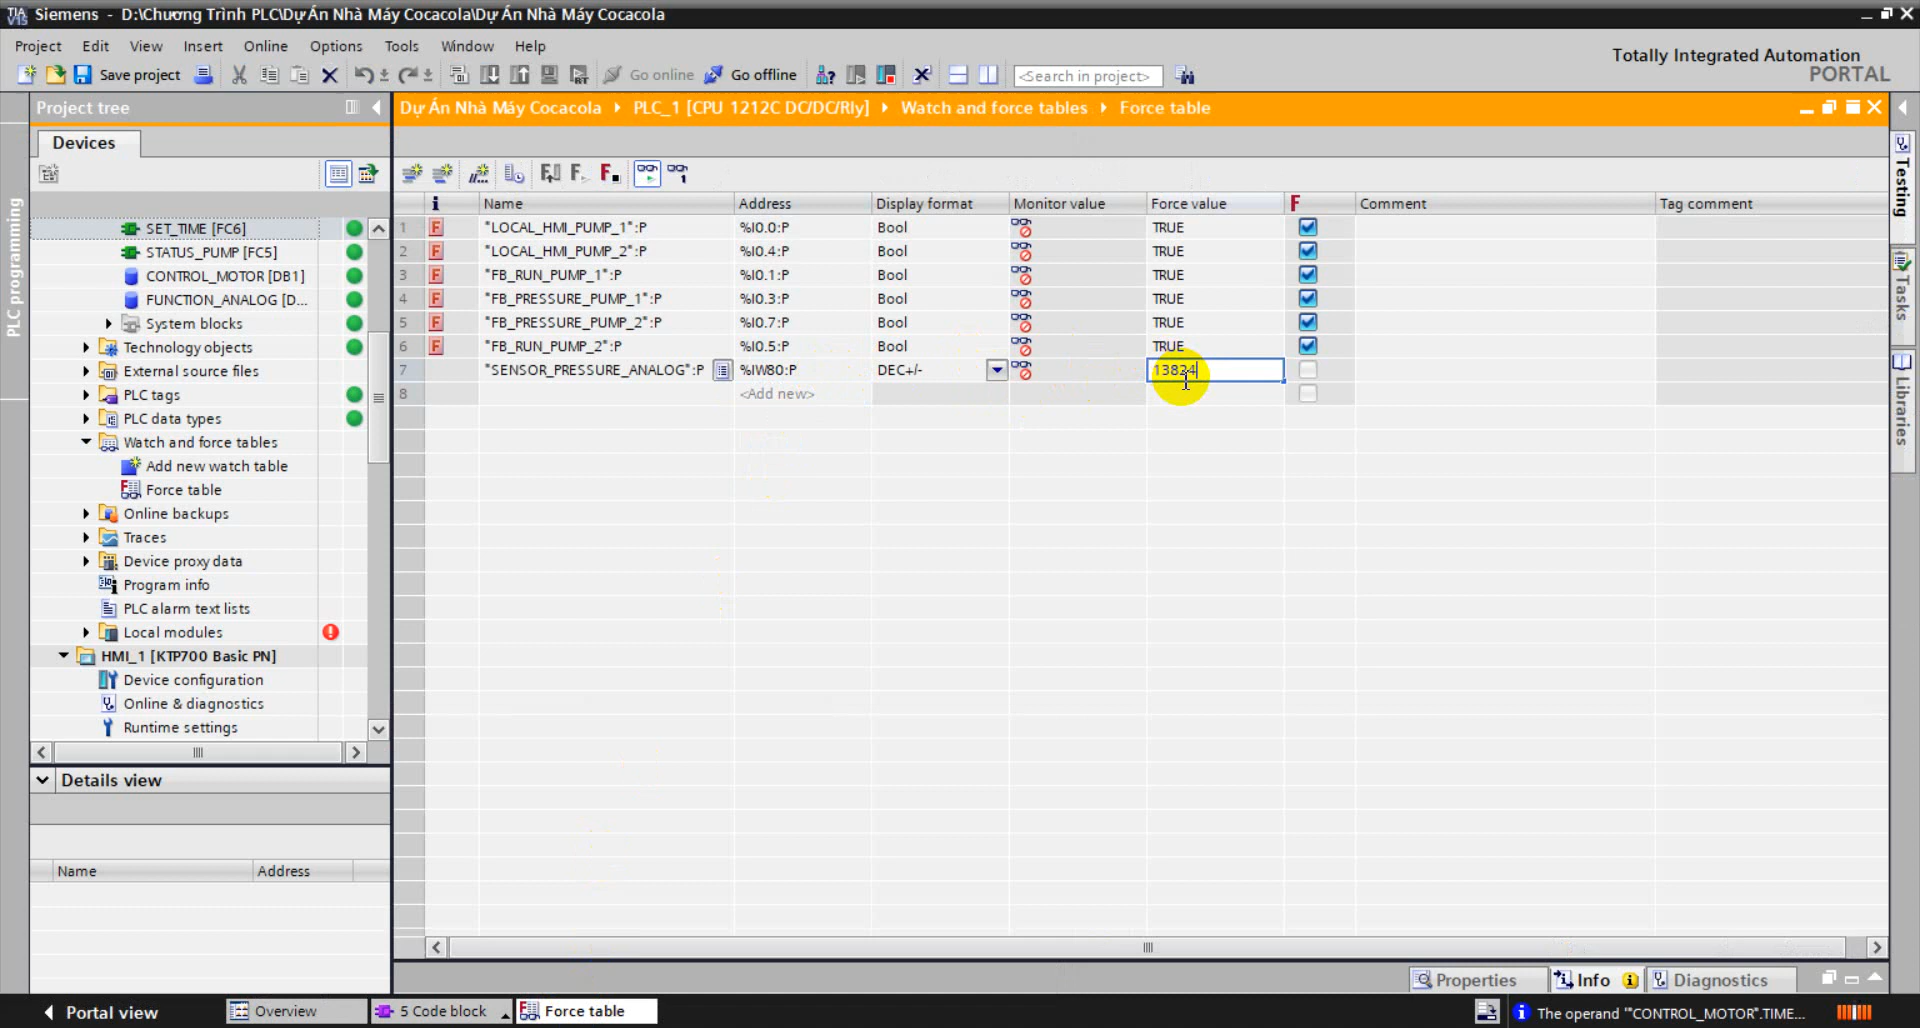 Siemens - D:\Chương Trình PLC\Dự Án Nhà Máy Cocacola\Dự Án Nhà Máy Cocacola
Project Edit View Insert Online Options Tools Window Help
Totally Integrated Automation
PORTAL
Save project Go online Go offline <Search in project>
Project tree
Dự Án Nhà Máy Cocacola PLC_1 [CPU 1212C DC/DC/Rly] Watch and force tables Force table
Devices
PLC programming
Testing
Tasks
Libraries
i Name Address Display format Monitor value Force value F Comment Tag comment
1 F "LOCAL_HMI_PUMP_1":P %I0.0:P Bool TRUE
2 F "LOCAL_HMI_PUMP_2":P %I0.4:P Bool TRUE
3 F "FB_RUN_PUMP_1":P %I0.1:P Bool TRUE
4 F "FB_PRESSURE_PUMP_1":P %I0.3:P Bool TRUE
5 F "FB_PRESSURE_PUMP_2":P %I0.7:P Bool TRUE
6 F "FB_RUN_PUMP_2":P %I0.5:P Bool TRUE
7 "SENSOR_PRESSURE_ANALOG":P %IW80:P DEC+/- 13824
8 <Add new>
SET_TIME [FC6]
STATUS_PUMP [FC5]
CONTROL_MOTOR [DB1]
FUNCTION_ANALOG [D...
System blocks
Technology objects
External source files
PLC tags
PLC data types
Watch and force tables
Add new watch table
Force table
Online backups
Traces
Device proxy data
Program info
PLC alarm text lists
Local modules
HMI_1 [KTP700 Basic PN]
Device configuration
Online & diagnostics
Runtime settings
Details view
Name Address
Properties Info Diagnostics
Portal view Overview 5 Code block Force table The operand '"CONTROL_MOTOR".TIME...